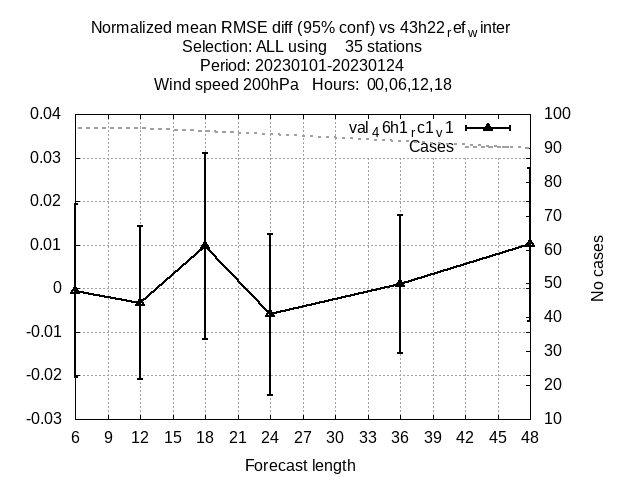 Normalized mean RMSE diff (95% conf) vs 43h22refwinter
Selection: ALL using 35 stations
Period: 20230101-20230124
Wind speed 200hPa Hours: 00,06,12,18
val46h1rc1v1
Cases
0.04
0.03
0.02
0.01
0
-0.01
-0.02
-0.03
100
90
80
70
60
50
40
30
20
10
No cases
6 9 12 15 18 21 24 27 30 33 36 39 42 45 48
Forecast length